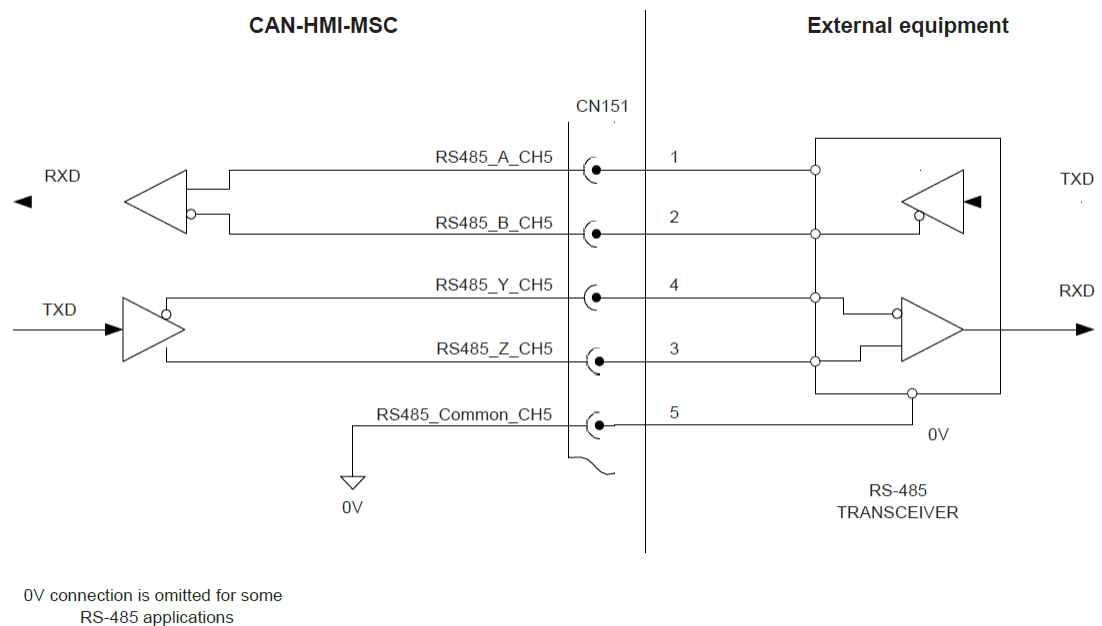 CAN-HMI-MSC
External equipment
CN151
RS485_A_CH5
1
RXD
TXD
RS485_B_CH5
2
RS485_Y_CH5
4
RXD
TXD
RS485_Z_CH5
3
RS485_Common_CH5
5
0V
0V
RS-485
TRANSCEIVER
0V connection is omitted for some
RS-485 applications